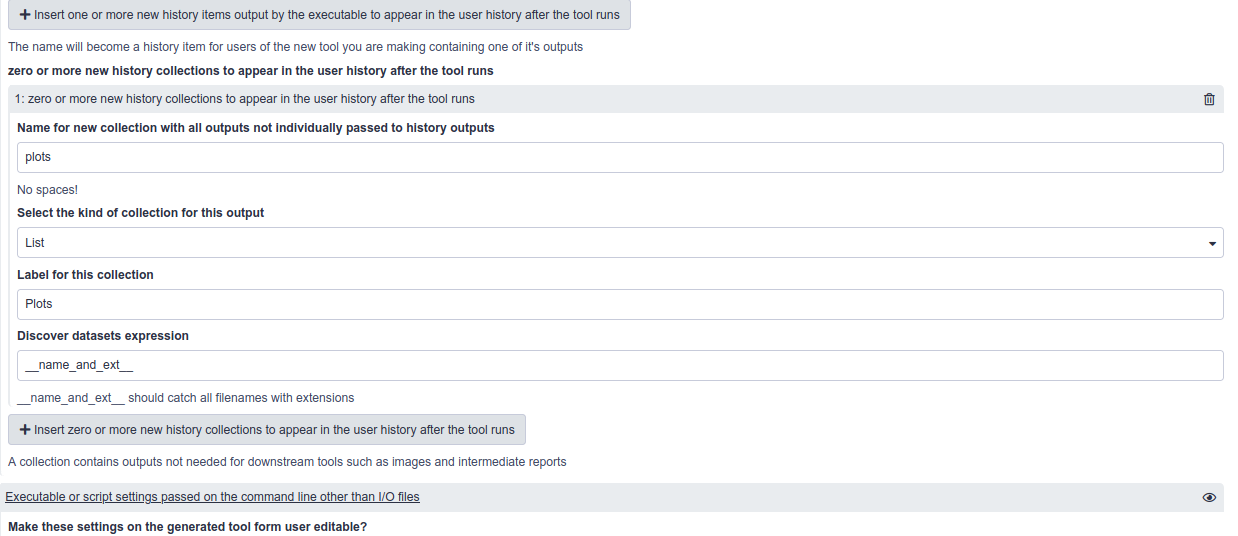 + Insert one or more new history items output by the executable to appear in the user history after the tool runs
The name will become a history item for users of the new tool you are making containing one of it's outputs
zero or more new history collections to appear in the user history after the tool runs
1: zero or more new history collections to appear in the user history after the tool runs
Name for new collection with all outputs not individually passed to history outputs
plots
No spaces!
Select the kind of collection for this output
List
Label for this collection
Plots
Discover datasets expression
__name_and_ext__
__name_and_ext__ should catch all filenames with extensions
+ Insert zero or more new history collections to appear in the user history after the tool runs
A collection contains outputs not needed for downstream tools such as images and intermediate reports
Executable or script settings passed on the command line other than I/O files
Make these settings on the generated tool form user editable?